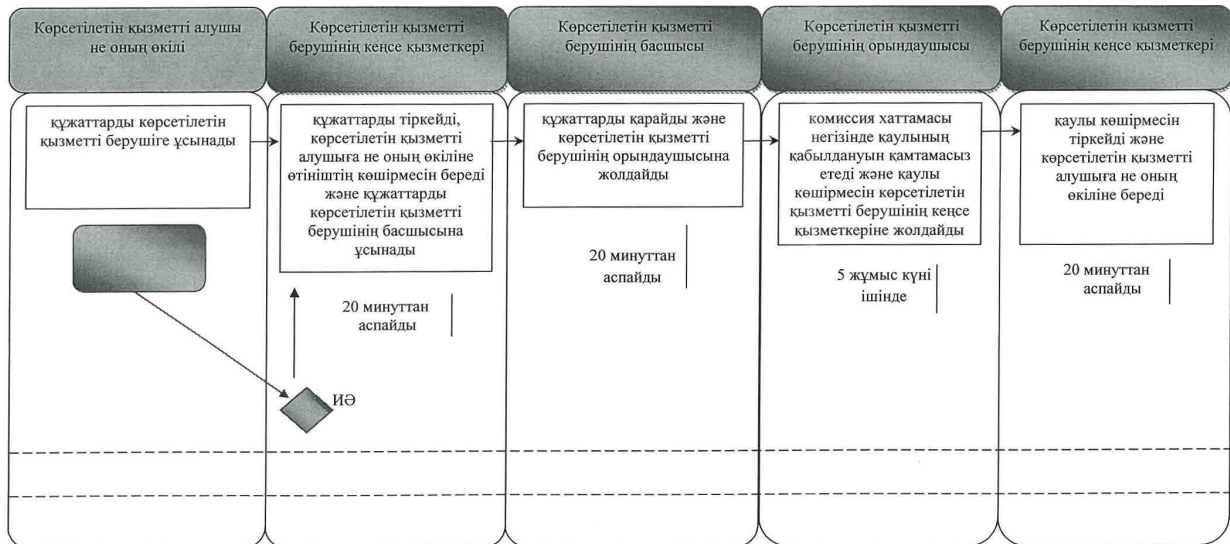 Көрсетілетін қызметті алушы
не оның өкілі
Көрсетілетін қызметті
берушінің кеңсе қызметкері
Көрсетілетін қызметті
берушінің басшысы
Көрсетілетін қызметті
берушінің орындаушысы
Көрсетілетін қызметті
берушінің кеңсе қызметкері
құжаттарды көрсетілетін
қызметті берушіге ұсынады
құжаттарды тіркейді,
көрсетілетін қызметті
алушыға не оның өкіліне
өтініштің көшірмесін береді
және құжаттарды
көрсетілетін қызметті
берушінің басшысына
ұсынады
20 минуттан
аспайды
ИӘ
құжаттарды қарайды және
көрсетілетін қызметті
берушінің орындаушысына
жолдайды
20 минуттан
аспайды
комиссия хаттамасы
негізінде қаулының
қабылдануын қамтамасыз
етеді және қаулы
көшірмесін көрсетілетін
қызметті берушінің кеңсе
қызметкеріне жолдайды
5 жұмыс күні
ішінде
қаулы көшірмесін
тіркейді және
көрсетілетін қызметті
алушыға не оның
өкіліне береді
20 минуттан
аспайды